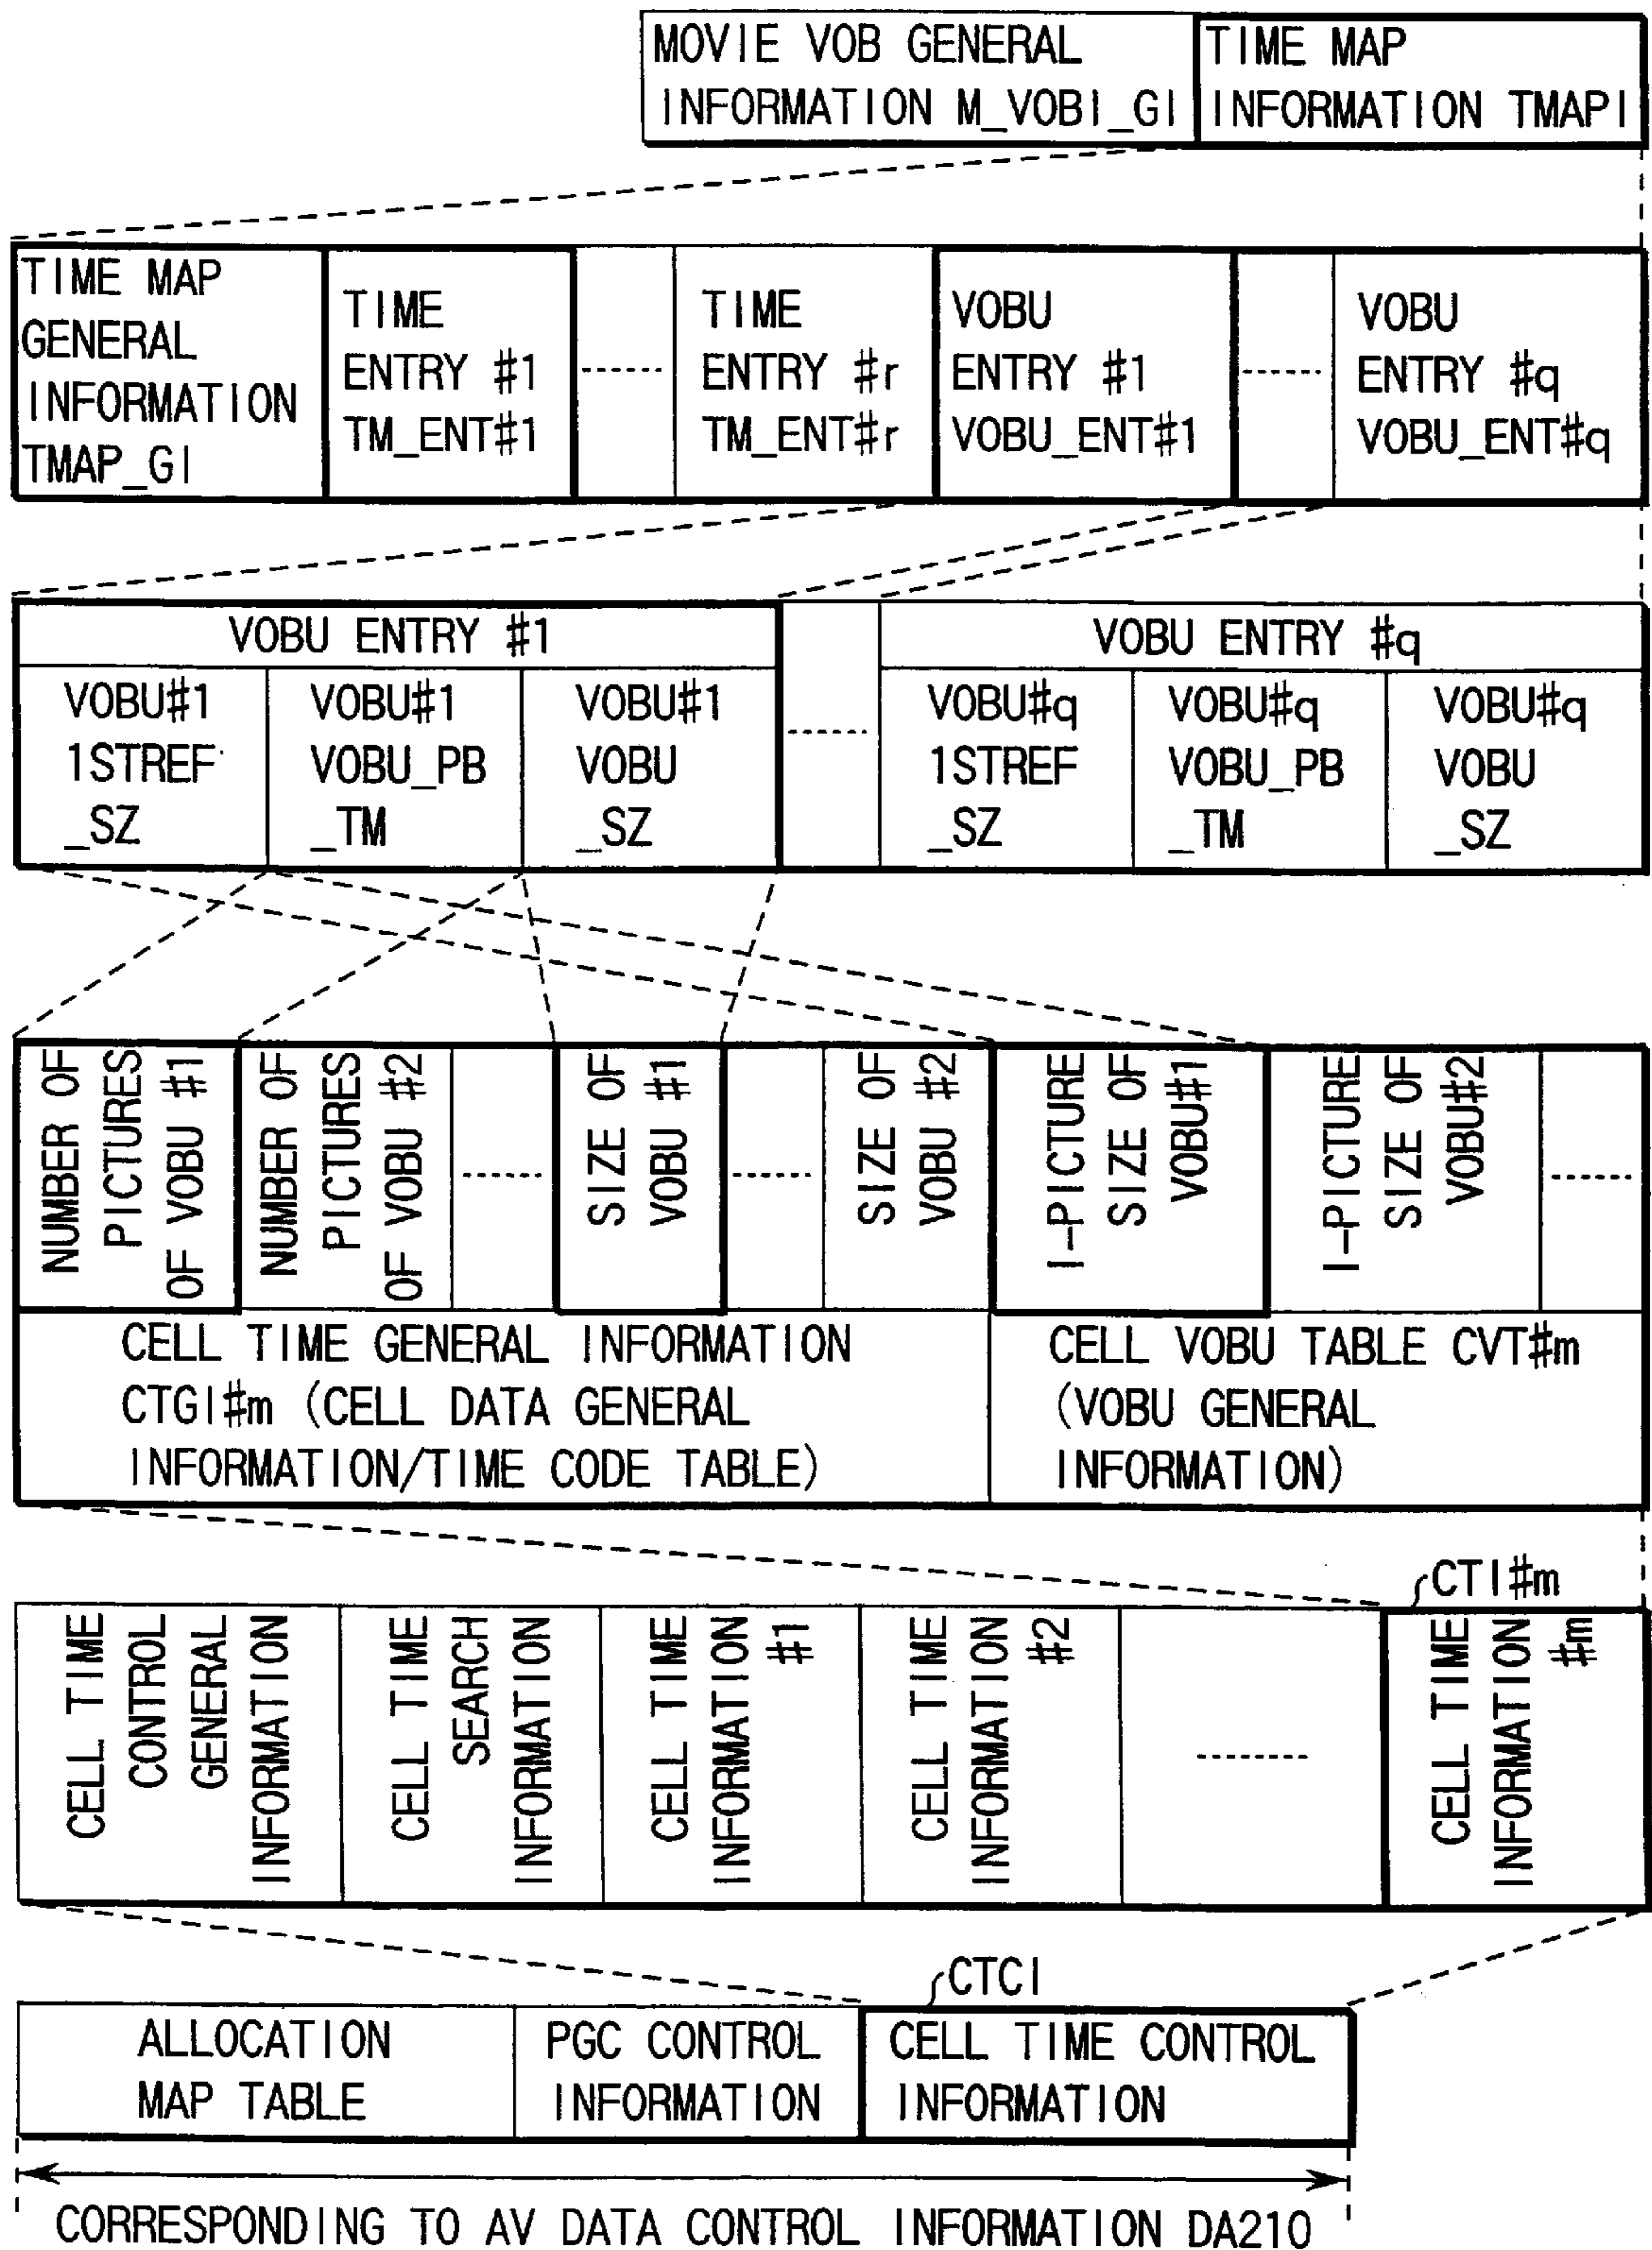 MOVIE VOB GENERAL
INFORMATION M_VOBI_GI
TIME MAP
INFORMATION TMAPI
TIME MAP
GENERAL
INFORMATION
TMAP_GI
TIME
ENTRY #1
TM_ENT#1
TIME
ENTRY #r
TM_ENT#r
VOBU
ENTRY #1
VOBU_ENT#1
VOBU
ENTRY #q
VOBU_ENT#q
VOBU ENTRY #1
VOBU ENTRY #q
VOBU#1
1STREF
_SZ
VOBU#1
VOBU_PB
_TM
VOBU#1
VOBU
_SZ
VOBU#q
1STREF
_SZ
VOBU#q
VOBU_PB
_TM
VOBU#q
VOBU
_SZ
NUMBER OF
PICTURES
OF VOBU #1
NUMBER OF
PICTURES
OF VOBU #2
SIZE OF
VOBU #1
SIZE OF
VOBU #2
I-PICTURE
SIZE OF
VOBU#1
I-PICTURE
SIZE OF
VOBU#2
CELL TIME GENERAL INFORMATION
CTGI#m (CELL DATA GENERAL
INFORMATION/TIME CODE TABLE)
CELL VOBU TABLE CVT#m
(VOBU GENERAL
INFORMATION)
CTI#m
CELL TIME
CONTROL
GENERAL
INFORMATION
CELL TIME
SEARCH
INFORMATION
CELL TIME
INFORMATION
#1
CELL TIME
INFORMATION
#2
CELL TIME
INFORMATION
#m
CTCI
ALLOCATION
MAP TABLE
PGC CONTROL
INFORMATION
CELL TIME CONTROL
INFORMATION
CORRESPONDING TO AV DATA CONTROL INFORMATION DA210